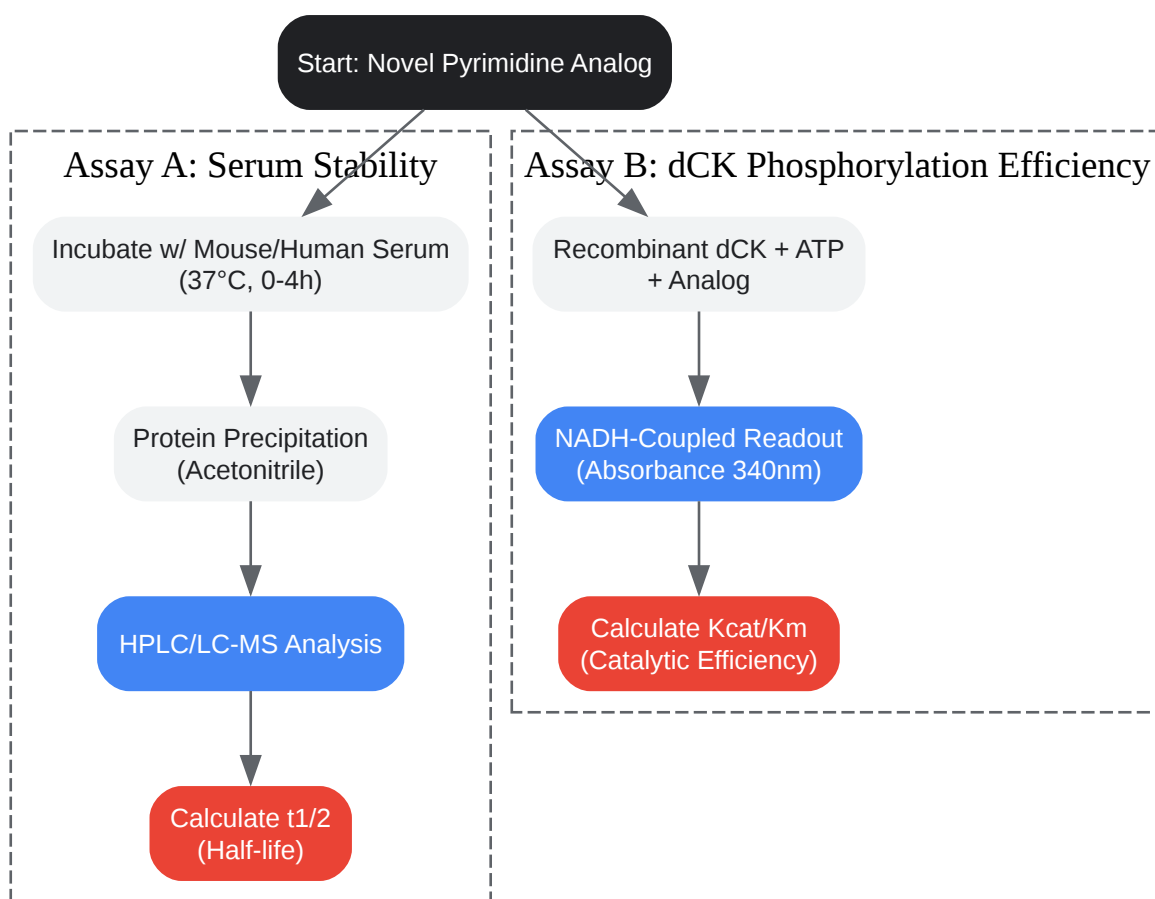 Start: Novel Pyrimidine Analog
Assay A: Serum Stability
Incubate w/ Mouse/Human Serum
(37°C, 0-4h)
Protein Precipitation
(Acetonitrile)
HPLC/LC-MS Analysis
Calculate t1/2
(Half-life)
Assay B: dCK Phosphorylation Efficiency
Recombinant dCK + ATP
+ Analog
NADH-Coupled Readout
(Absorbance 340nm)
Calculate Kcat/Km
(Catalytic Efficiency)